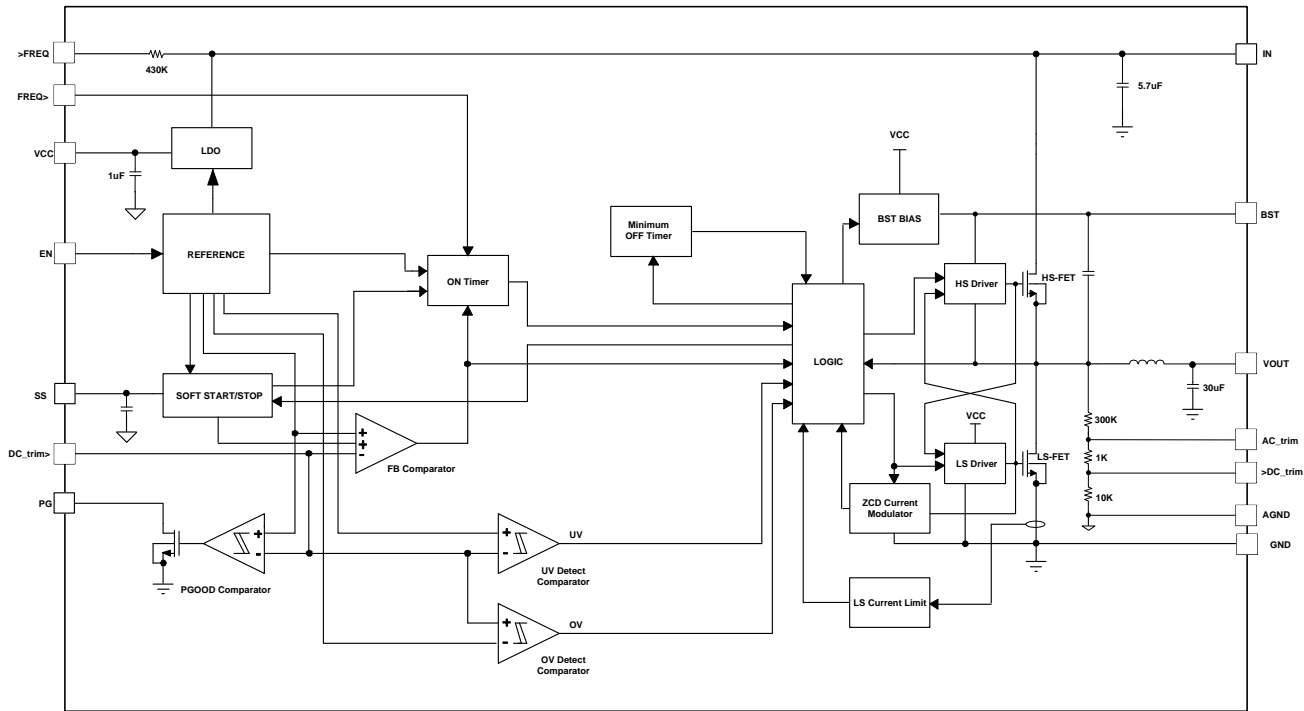 >FREQ
430K
IN
FREQ>
5.7uF
VCC
LDO
1uF
VCC
BST BIAS
BST
Minimum
OFF Timer
EN
REFERENCE
ON Timer
HS Driver
HS-FET
LOGIC
VOUT
30uF
SS
SOFT START/STOP
300K
VCC
+
+
-
FB Comparator
AC_trim
DC_trim>
LS Driver
LS-FET
1K
>DC_trim
PG
ZCD Current
Modulator
10K
AGND
+
-
PGOOD Comparator
+
-
UV
UV Detect
Comparator
GND
LS Current Limit
+
-
OV
OV Detect
Comparator